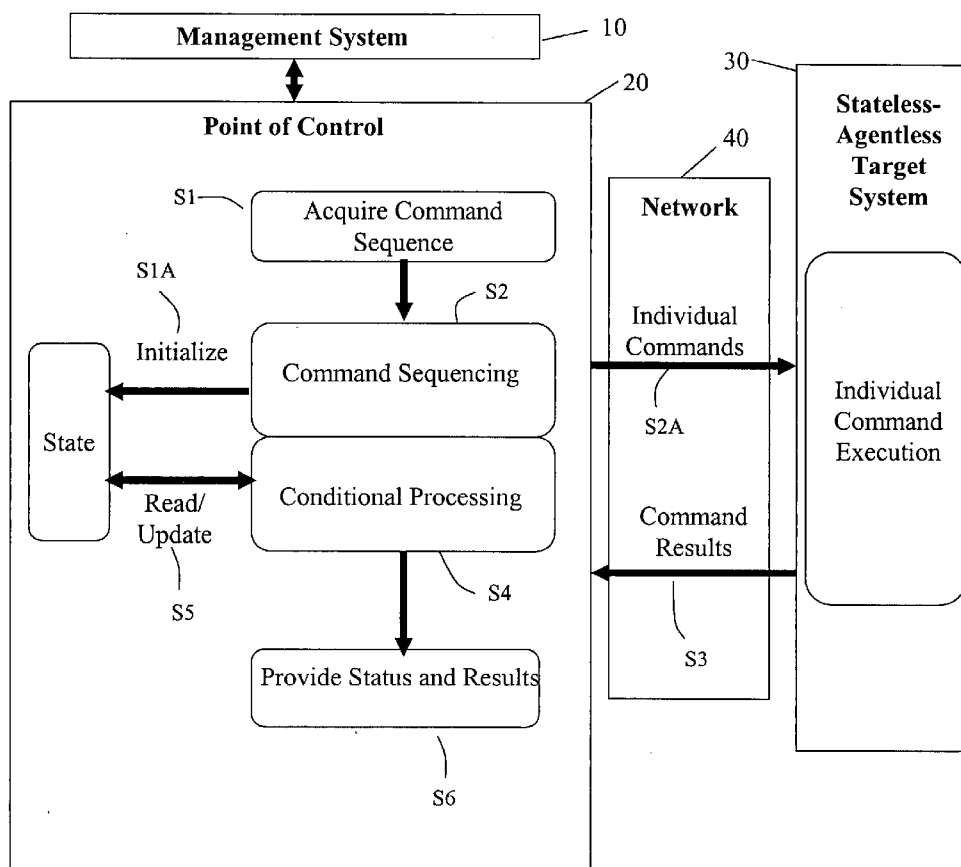 Management System
10
20
30
Point of Control
Stateless-
Agentless
Target
System
40
Network
S1
Acquire Command
Sequence
S1A
Initialize
S2
Command Sequencing
Individual
Commands
S2A
Individual
Command
Execution
State
Read/
Update
S5
Conditional Processing
S4
Command
Results
S3
Provide Status and Results
S6